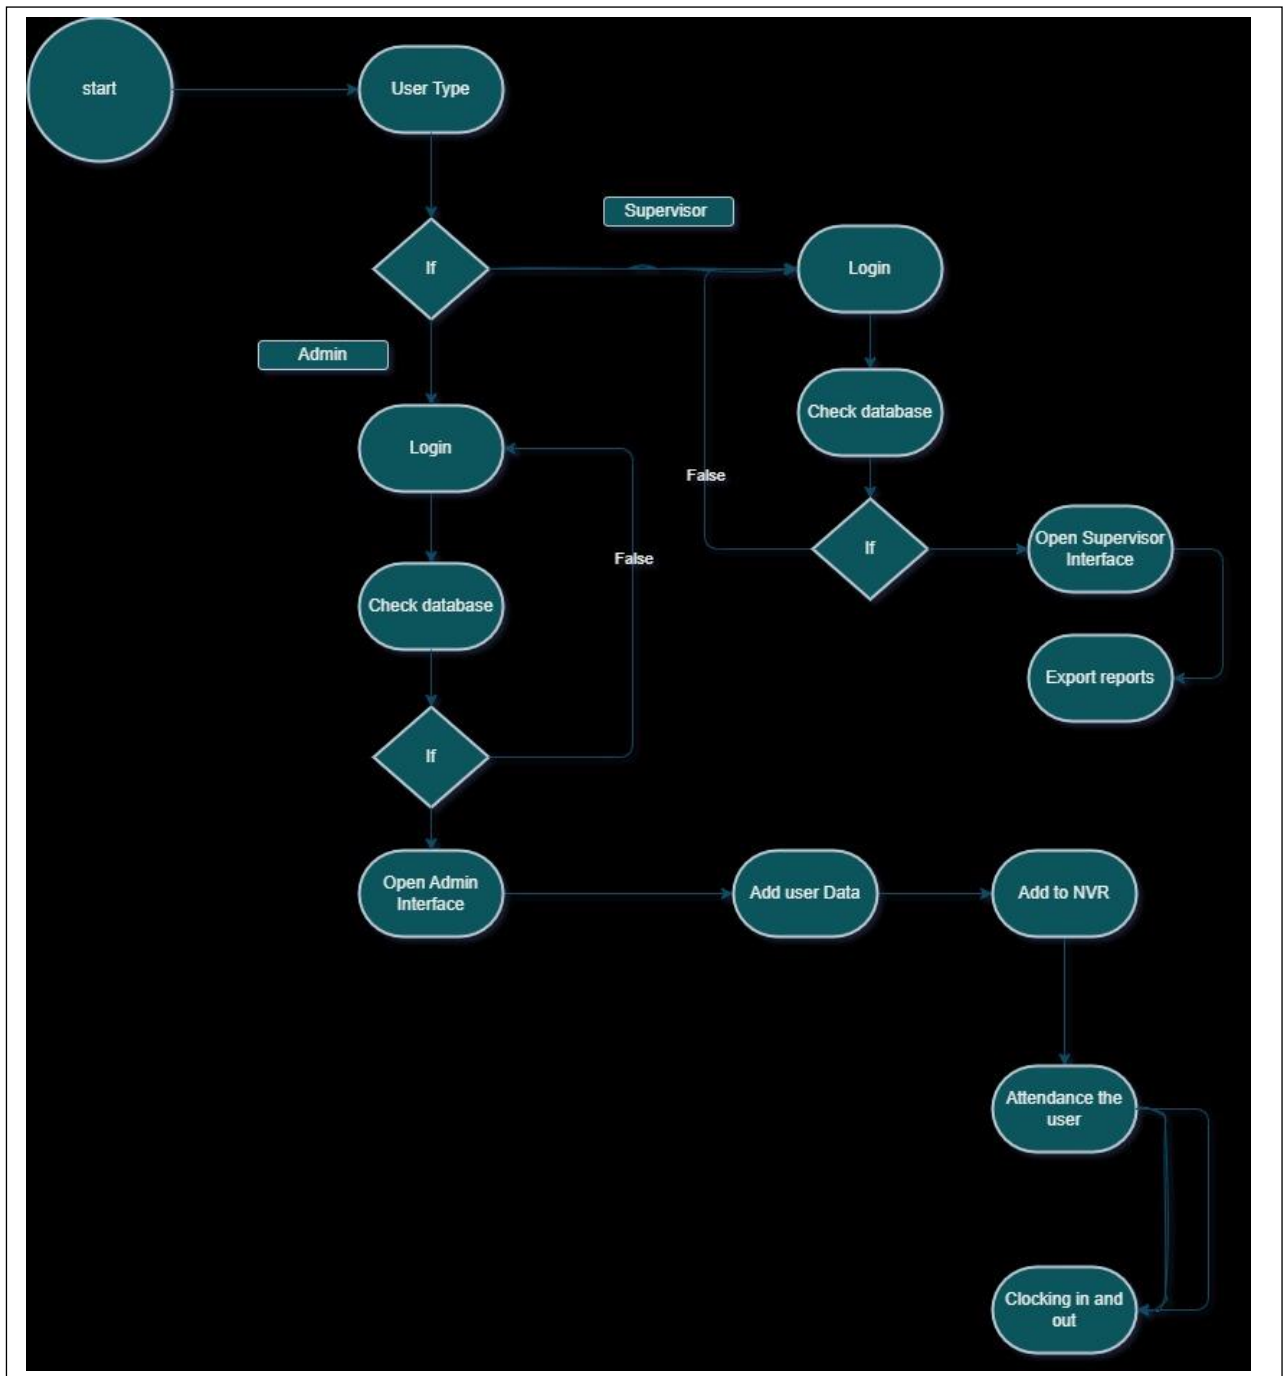 start
User Type
Supervisor
If
Login
Admin
Check database
Login
False
If
Open Supervisor
Interface
False
Check database
Export reports
If
Open Admin
Interface
Add user Data
Add to NVR
Attendance the
user
Clocking in and
out